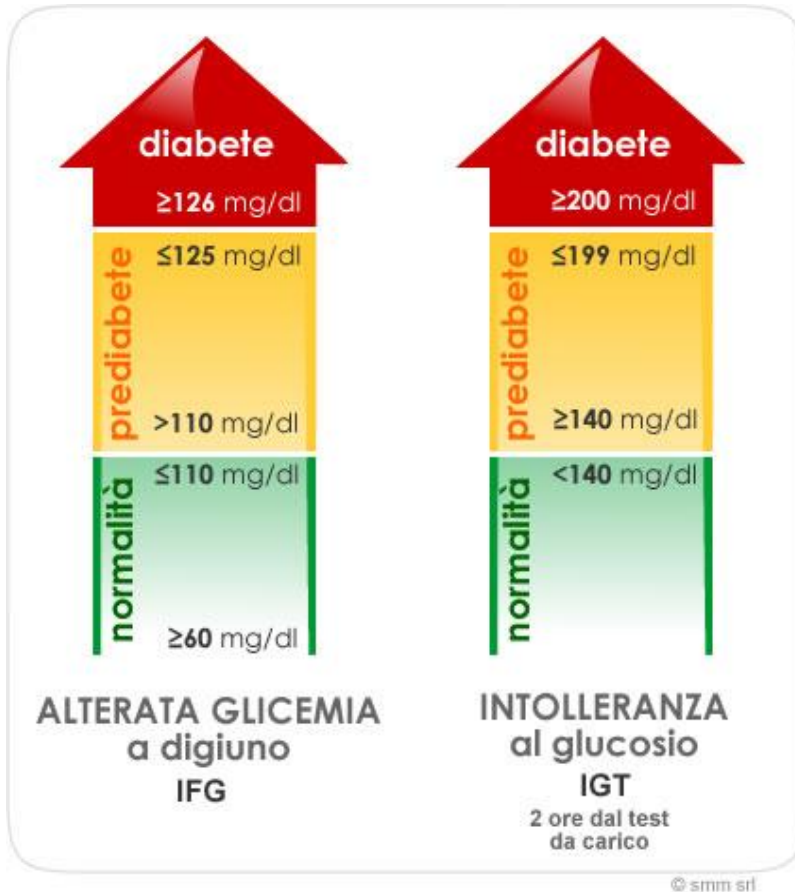 diabete
≥126 mg/dl
prediabete
≤125 mg/dl
>110 mg/dl
normalità
≤110 mg/dl
≥60 mg/dl
ALTERATA GLICEMIA
a digiuno
IFG
diabete
≥200 mg/dl
prediabete
≤199 mg/dl
≥140 mg/dl
normalità
<140 mg/dl
INTOLLERANZA
al glucosio
IGT
2 ore dal test
da carico
© smm srl